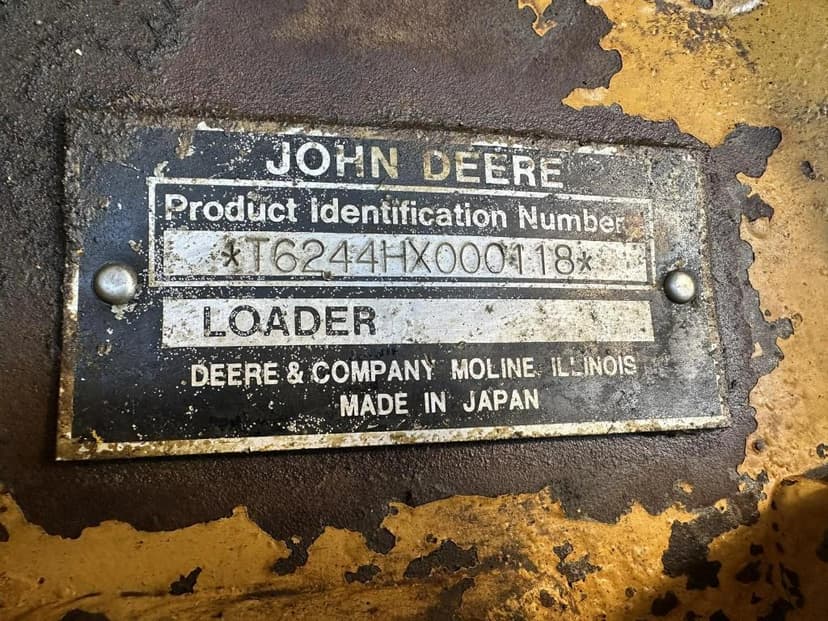 JOHN DEERE
Product Identification Number
*T6244HX000118*
LOADER
DEERE & COMPANY MOLINE ILLINOIS
MADE IN JAPAN